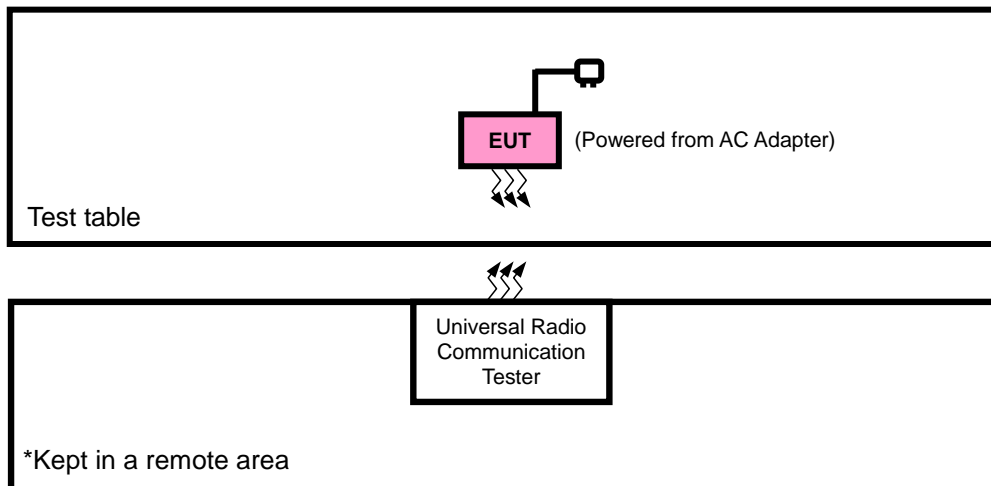 EUT
(Powered from AC Adapter)
Test table
Universal Radio
Communication
Tester
*Kept in a remote area